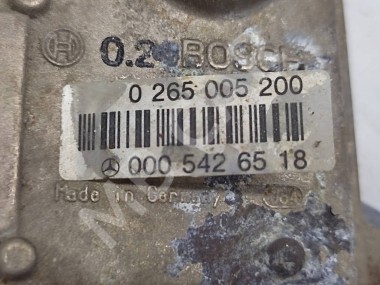 0.2 BOSCH
0 265 005 200
000 542 65 18
Made in Germany